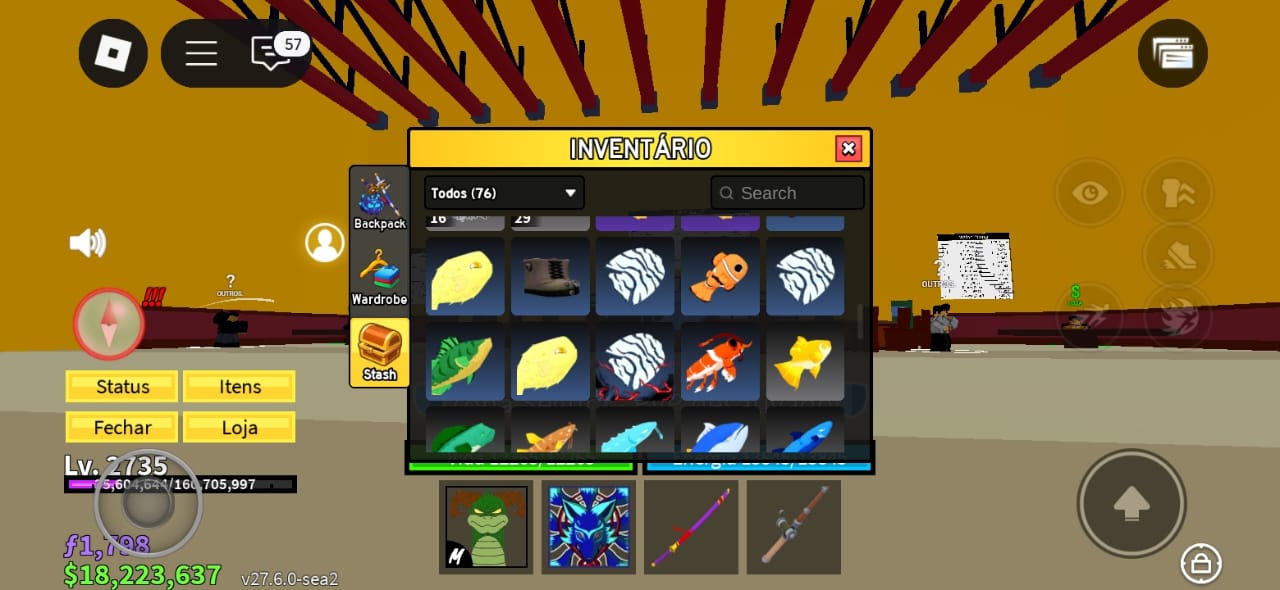 57
INVENTÁRIO
Todos (76)
Search
Backpack
Wardrobe
Stash
16
29
?
OUTROS.
!!!
$
Status
Itens
Fechar
Loja
Lv. 2735
ƒ1,798
$18,223,637
v27.6.0-sea2
M